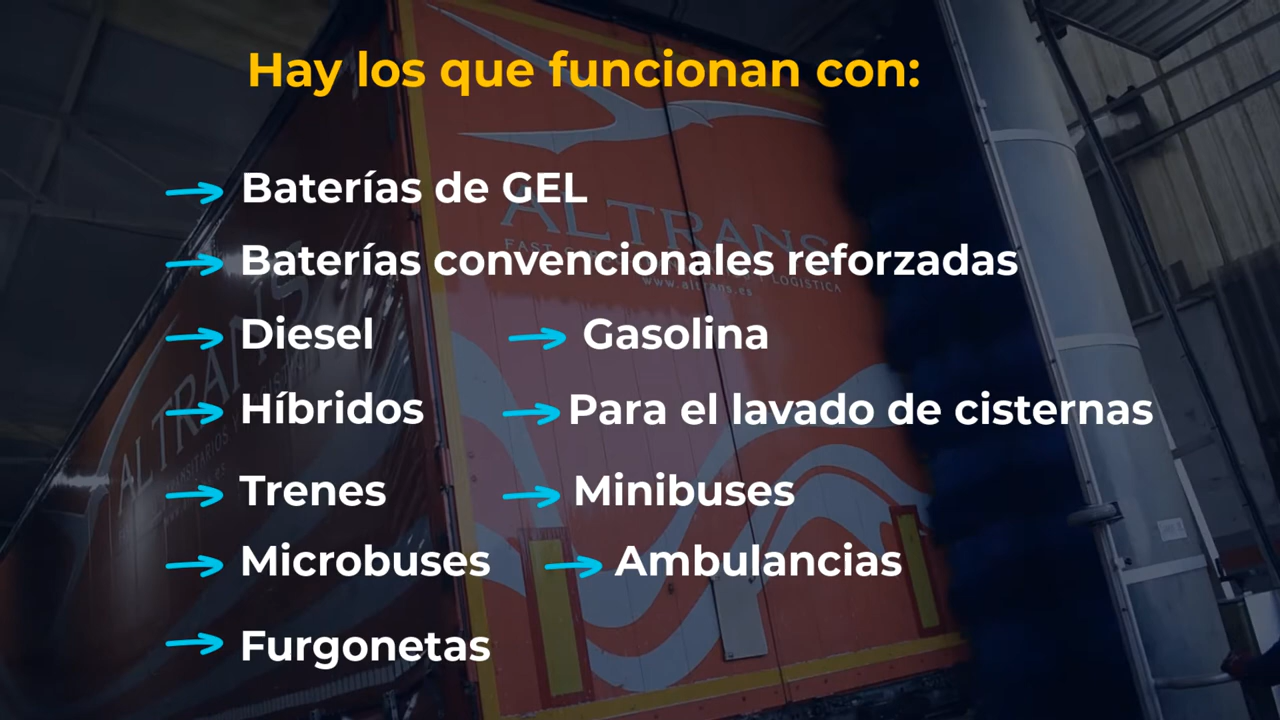 Hay los que funcionan con:
Baterías de GEL
Baterías convencionales reforzadas
Diesel
Gasolina
Híbridos
Para el lavado de cisternas
Trenes
Minibuses
Microbuses
Ambulancias
Furgonetas
ALTRANS
www.altrans.es
ALTRANS